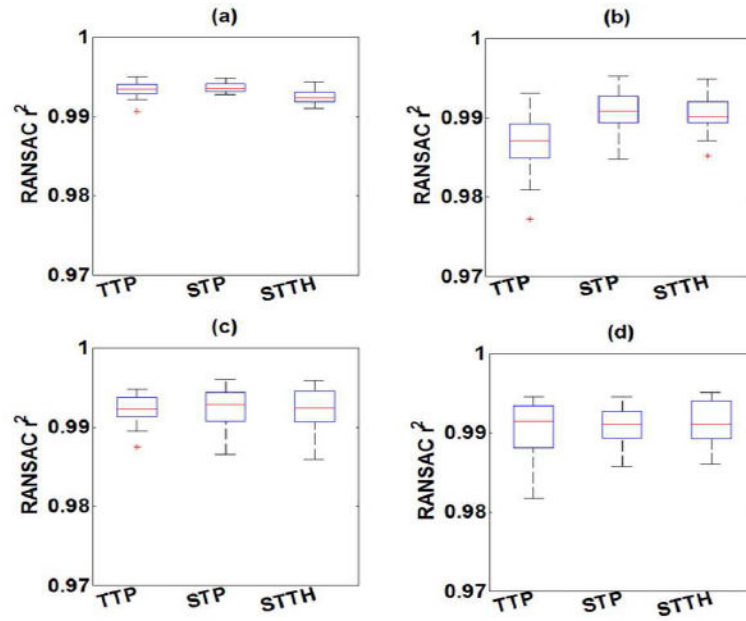 (a)
1
0.99
0.98
0.97
RANSAC r²
TTP STP STTH
(b)
1
0.99
0.98
0.97
RANSAC r²
TTP STP STTH
(c)
1
0.99
0.98
0.97
RANSAC r²
TTP STP STTH
(d)
1
0.99
0.98
0.97
RANSAC r²
TTP STP STTH